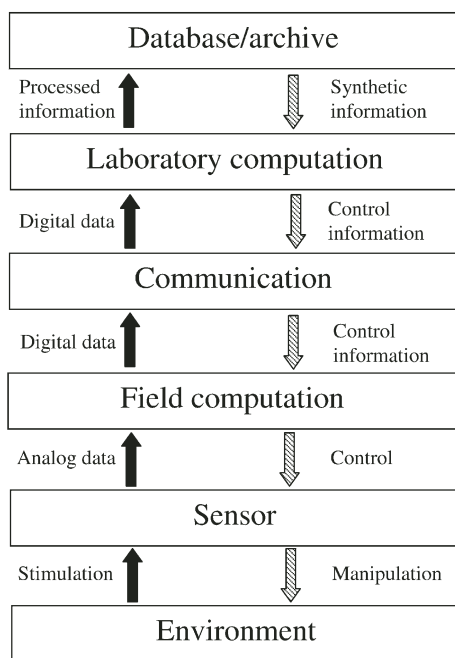 Database/archive
Processed
information
Synthetic
information
Laboratory computation
Digital data
Control
information
Communication
Digital data
Control
information
Field computation
Analog data
Control
Sensor
Stimulation
Manipulation
Environment